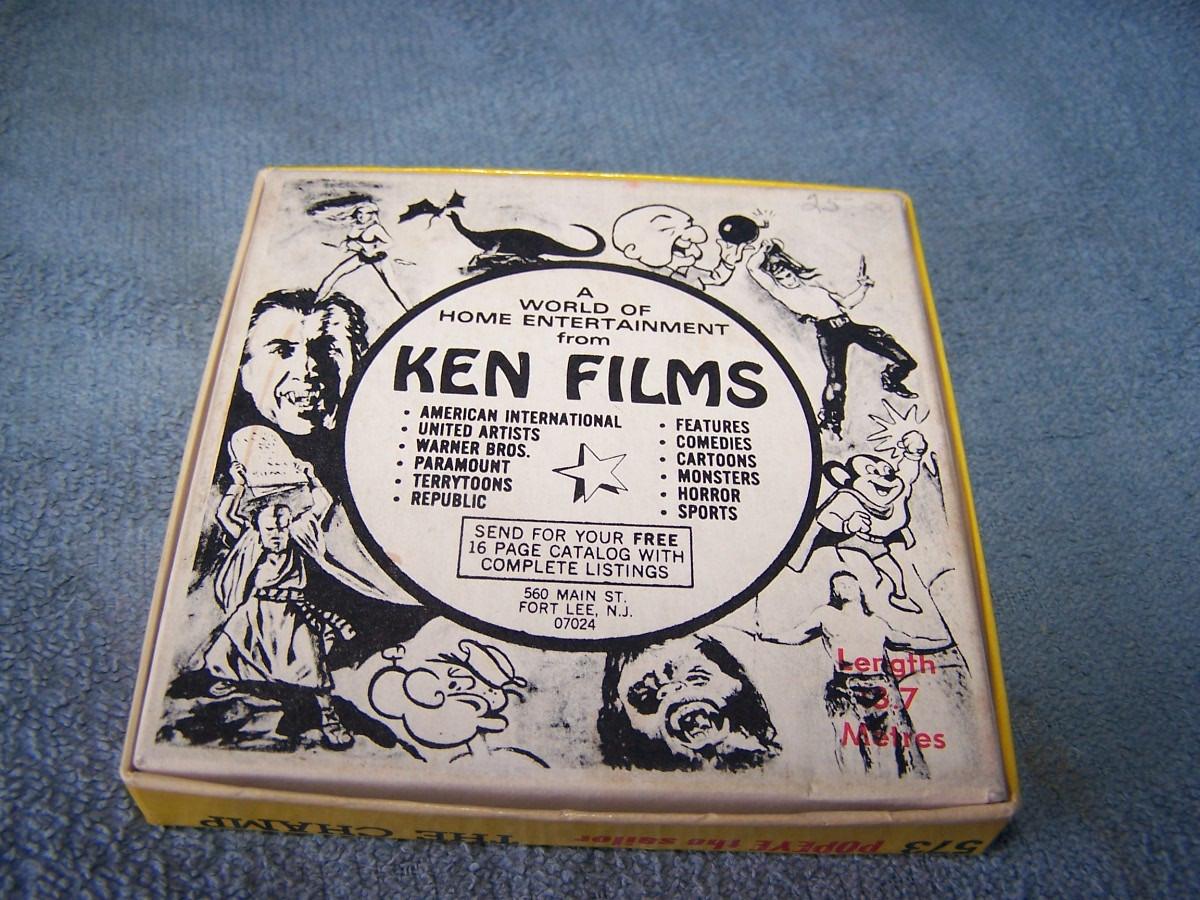 A
WORLD OF
HOME ENTERTAINMENT
from
KEN FILMS
• AMERICAN INTERNATIONAL
• UNITED ARTISTS
• WARNER BROS.
• PARAMOUNT
• TERRYTOONS
• REPUBLIC
• FEATURES
• COMEDIES
• CARTOONS
• MONSTERS
• HORROR
• SPORTS
SEND FOR YOUR FREE
16 PAGE CATALOG WITH
COMPLETE LISTINGS
560 MAIN ST.
FORT LEE, N.J.
07024
Length
Metres
573 POPEYE the sailor THE CHAMP